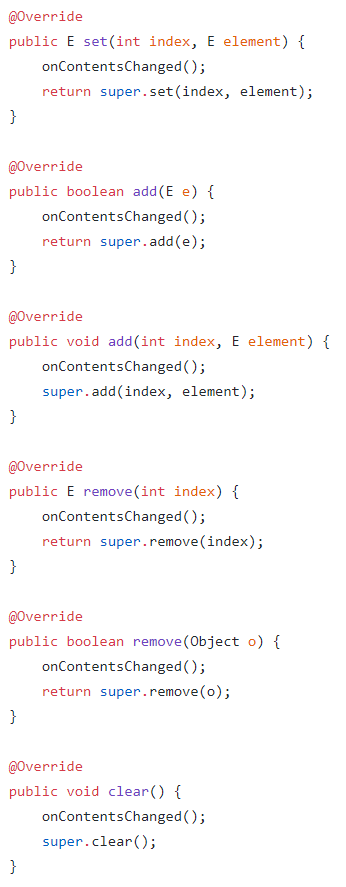 @Override
public E set(int index, E element) {
    onContentsChanged();
    return super.set(index, element);
}

@Override
public boolean add(E e) {
    onContentsChanged();
    return super.add(e);
}

@Override
public void add(int index, E element) {
    onContentsChanged();
    super.add(index, element);
}

@Override
public E remove(int index) {
    onContentsChanged();
    return super.remove(index);
}

@Override
public boolean remove(Object o) {
    onContentsChanged();
    return super.remove(o);
}

@Override
public void clear() {
    onContentsChanged();
    super.clear();
}